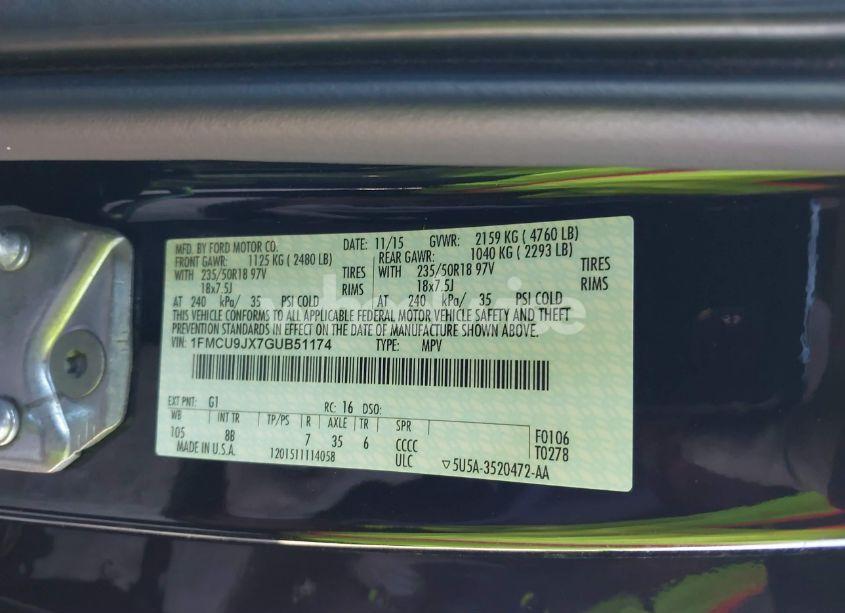 MFD. BY FORD MOTOR CO. DATE: 11/15 GVWR: 2159 KG ( 4760 LB)
FRONT GAWR: 1125 KG ( 2480 LB) REAR GAWR: 1040 KG ( 2293 LB)
WITH 235/50R18 97V TIRES WITH 235/50R18 97V TIRES
18x7.5J RIMS 18x7.5J RIMS
AT 240 kPa/ 35 PSI COLD AT 240 kPa/ 35 PSI COLD
THIS VEHICLE CONFORMS TO ALL APPLICABLE FEDERAL MOTOR VEHICLE SAFETY AND THEFT
PREVENTION STANDARDS IN EFFECT ON THE DATE OF MANUFACTURE SHOWN ABOVE.
VIN: 1FMCU9JX7GUB51174 TYPE: MPV
EXT PNT: G1 RC: 16 DSO:
WB INT TR TP/PS R AXLE TR SPR F0106
105 8B 7 35 6 CCCC T0278
MADE IN U.S.A. 1201511114058 ULC ▽5U5A-3520472-AA